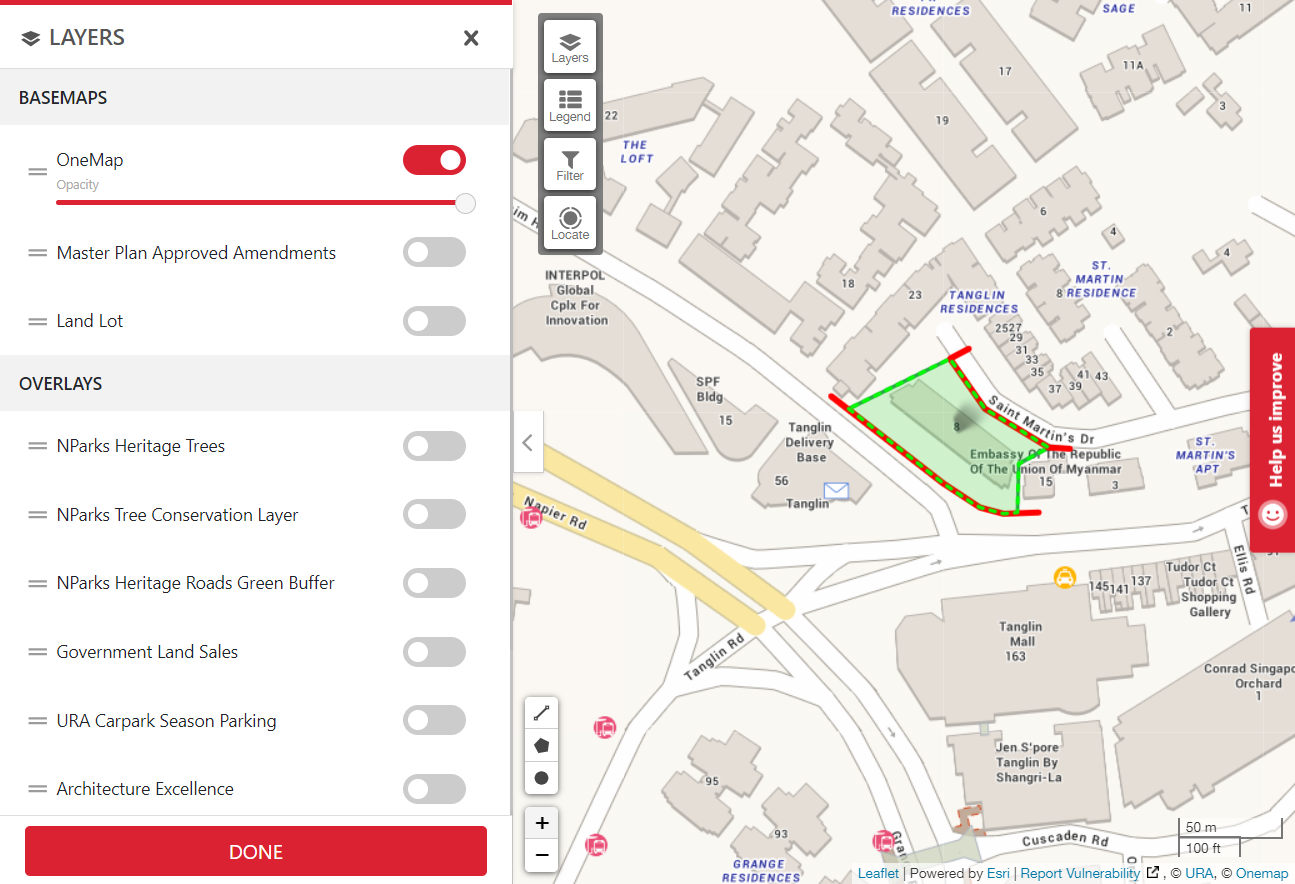 LAYERS
BASEMAPS
OneMap
Opacity
Master Plan Approved Amendments
Land Lot
OVERLAYS
NParks Heritage Trees
NParks Tree Conservation Layer
NParks Heritage Roads Green Buffer
Government Land Sales
URA Carpark Season Parking
Architecture Excellence
DONE
Layers
Legend
Filter
Locate
RESIDENCES
SAGE
11
17
11A
3
19
22
THE
LOFT
6
4
4
ST.
MARTIN
8 RESIDENCE
INTERPOL
Global
Cplx For
Innovation
18
23
TANGLIN
RESIDENCES
2527
29
31
33
35
37
39
41
43
2
SPF
Bldg
15
Tanglin
Delivery
Base
56
Tanglin
8
Saint Martin's Dr
Embassy Of The Republic
Of The Union Of Myanmar
15
3
ST.
MARTIN'S
APT
Help us improve
Napier Rd
Tanglin Rd
Ellis Rd
Tudor Ct
Tudor Ct
Shopping
Gallery
145
141
137
Tanglin
Mall
163
Conrad Singapo
Orchard
1
Jen S'pore
Tanglin By
Shangri-La
95
93
GRANGE
RESIDENCES
Cuscaden Rd
50 m
100 ft
+
−
Leaflet | Powered by Esri | Report Vulnerability , © URA, © Onemap